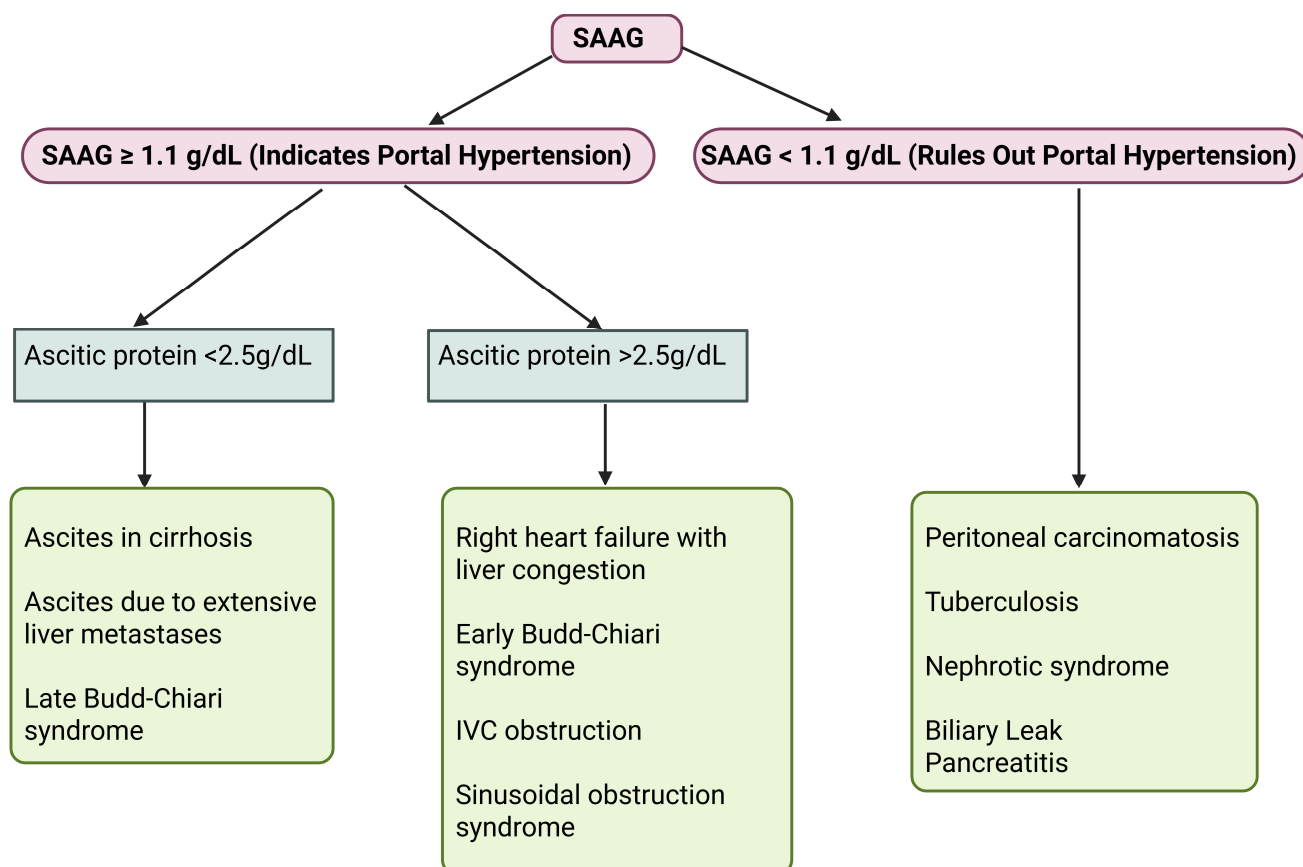 SAAG
SAAG ≥ 1.1 g/dL (Indicates Portal Hypertension)
SAAG < 1.1 g/dL (Rules Out Portal Hypertension)
Ascitic protein <2.5g/dL
Ascitic protein >2.5g/dL
Ascites in cirrhosis
Ascites due to extensive
liver metastases
Late Budd-Chiari
syndrome
Right heart failure with
liver congestion
Early Budd-Chiari
syndrome
IVC obstruction
Sinusoidal obstruction
syndrome
Peritoneal carcinomatosis
Tuberculosis
Nephrotic syndrome
Biliary Leak
Pancreatitis